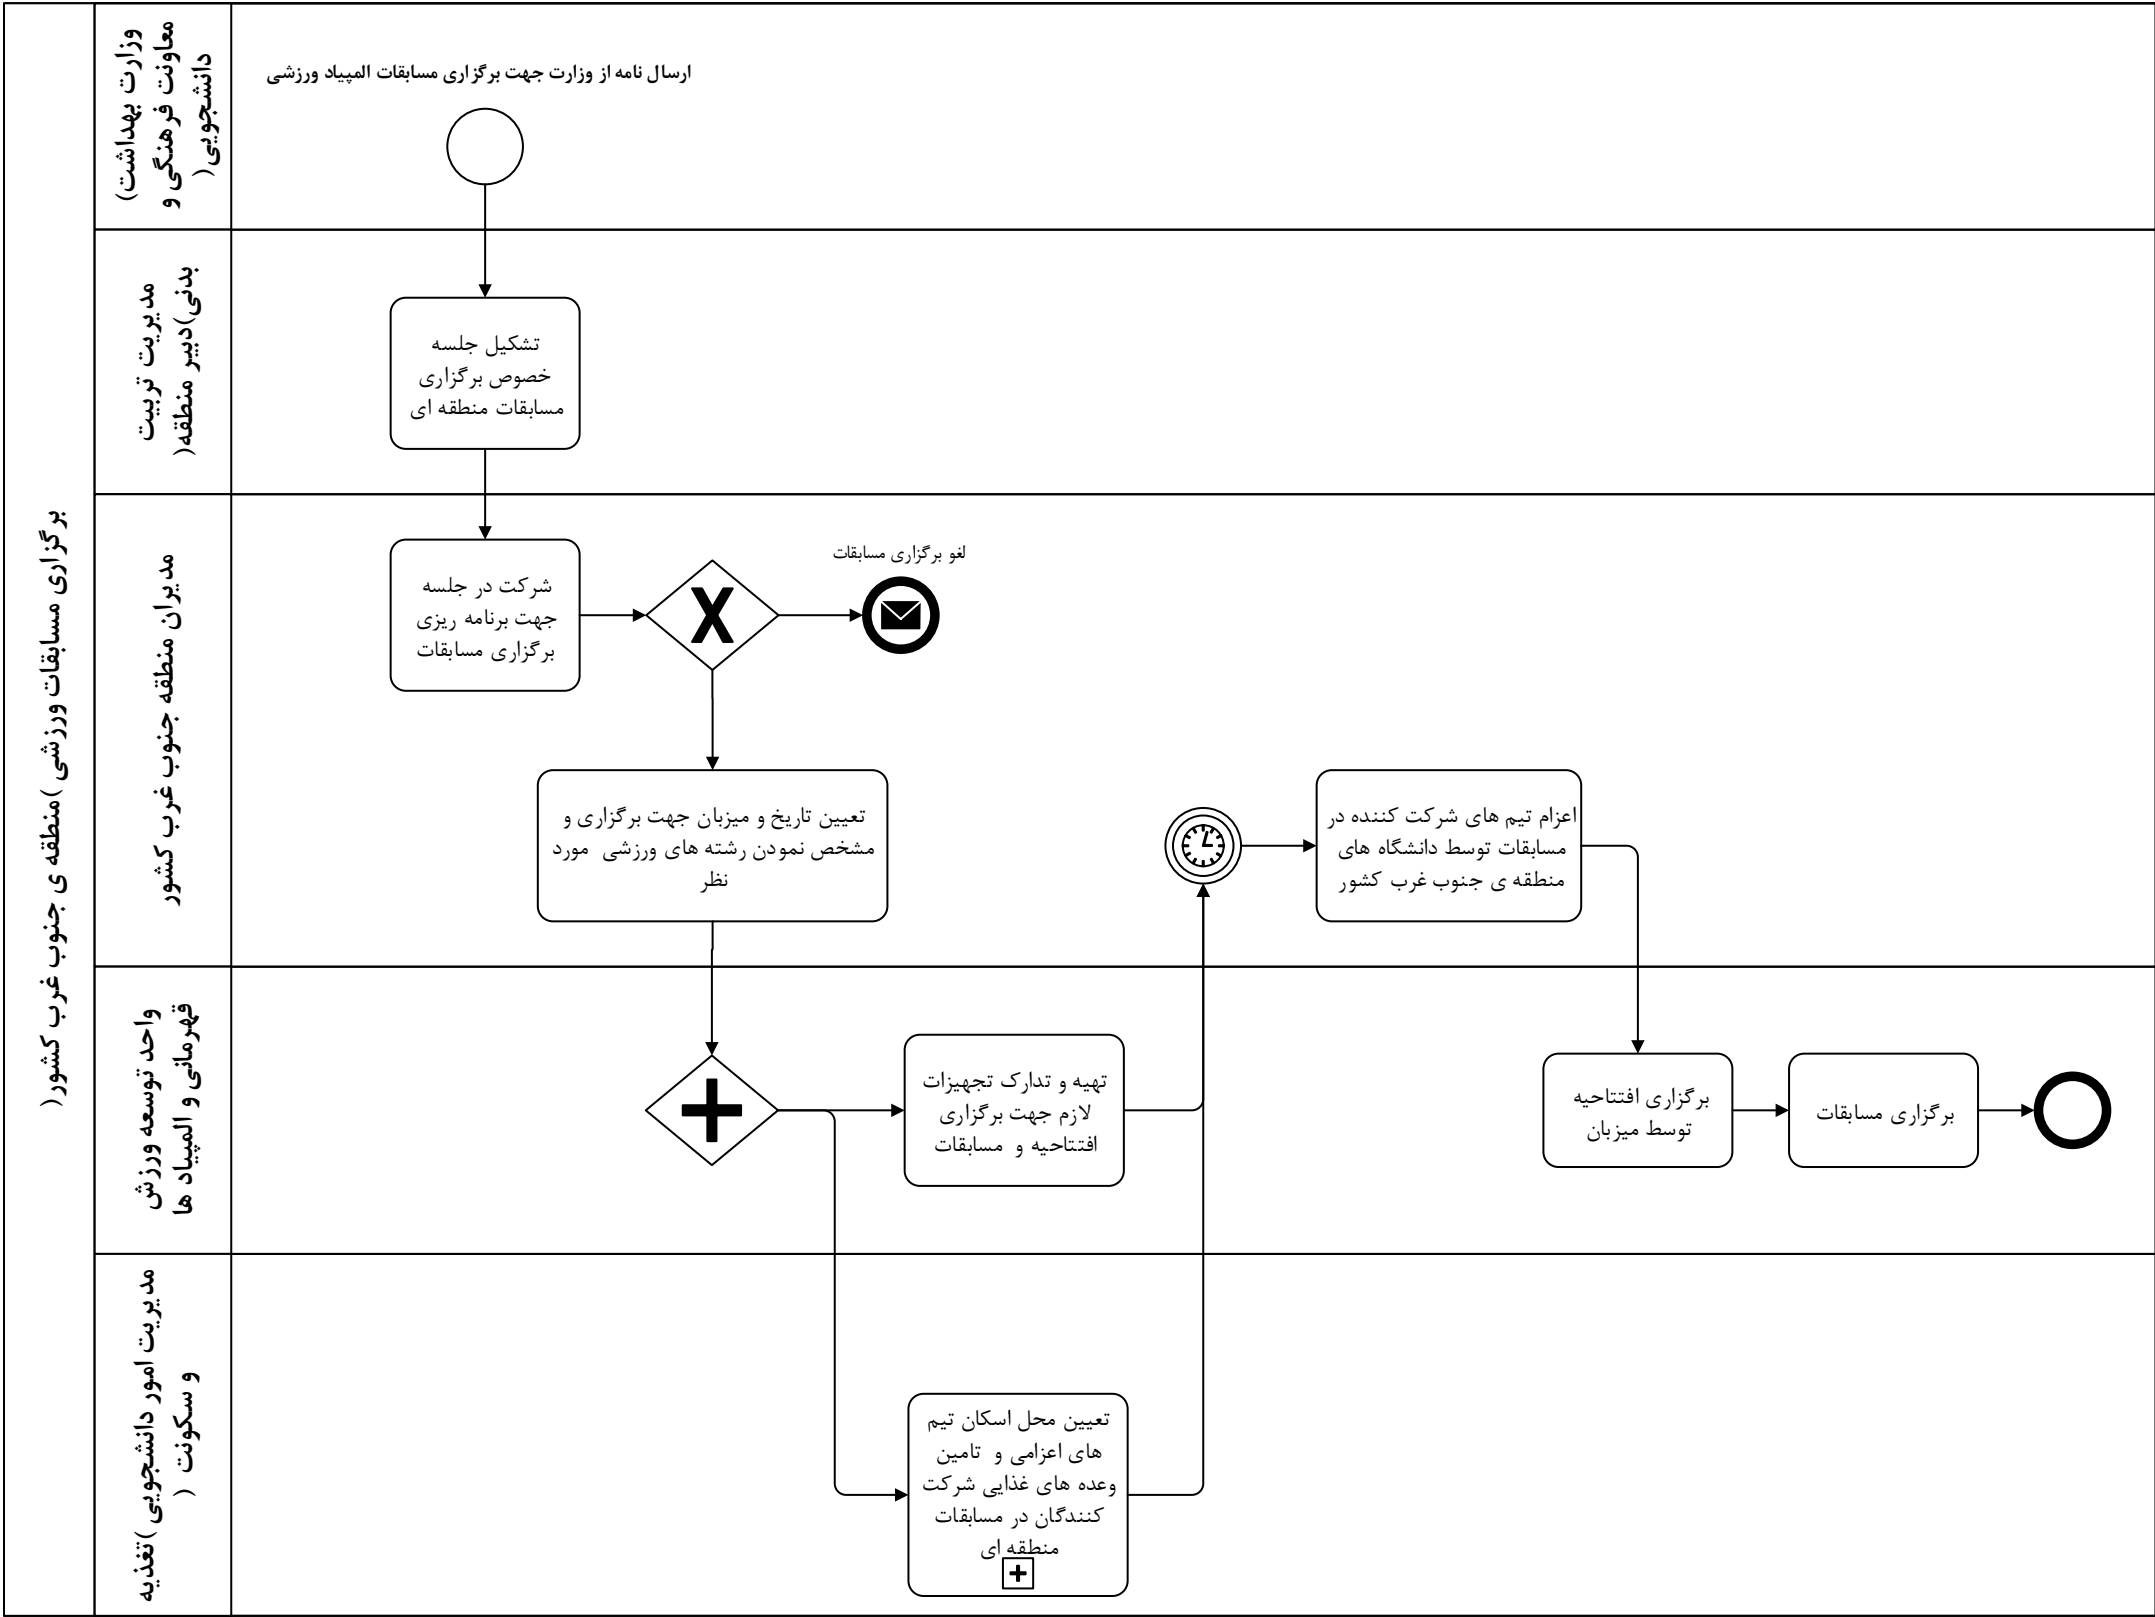 برگزاری مسابقات ورزشی )منطقه ی جنوب غرب کشور(
وزارت بهداشت)
معاونت فرهنگی و
دانشجویی(
ارسال نامه از وزارت جهت برگزاری مسابقات المپیاد ورزشی
مدیریت تربیت
بدنی)دبیر منطقه(
تشکیل جلسه
خصوص برگزاری
مسابقات منطقه ای
مدیران منطقه جنوب غرب کشور
شرکت در جلسه
جهت برنامه ریزی
برگزاری مسابقات
لغو برگزاری مسابقات
تعیین تاریخ و میزبان جهت برگزاری و
مشخص نمودن رشته های ورزشی مورد
نظر
اعزام تیم های شرکت کننده در
مسابقات توسط دانشگاه های
منطقه ی جنوب غرب کشور
واحد توسعه ورزش
قهرمانی و المپیاد ها
تهیه و تدارک تجهیزات
لازم جهت برگزاری
افتتاحیه و مسابقات
برگزاری افتتاحیه
توسط میزبان
برگزاری مسابقات
مدیریت امور دانشجویی )تغذیه
و سکونت (
تعیین محل اسکان تیم
های اعزامی و تامین
وعده های غذایی شرکت
کنندگان در مسابقات
منطقه ای